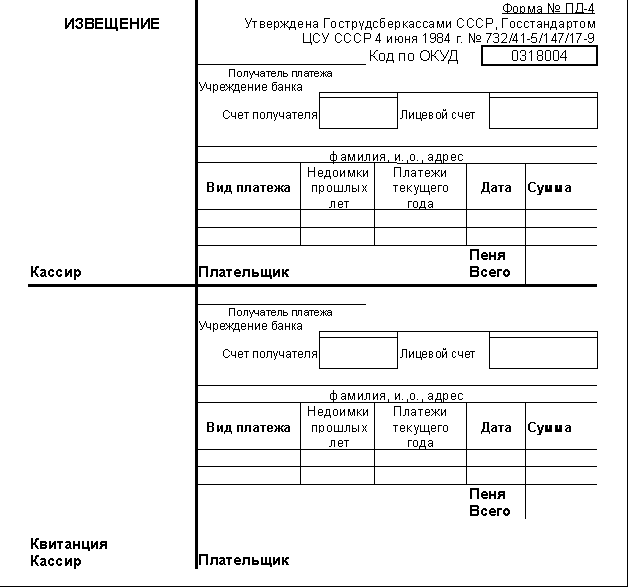 ИЗВЕЩЕНИЕ
Форма № ПД-4
Утверждена Гострудсберкассами СССР, Госстандартом
ЦСУ СССР 4 июня 1984 г. № 732/41-5/147/17-9
Код по ОКУД 0318004
Получатель платежа
Учреждение банка
Счет получателя Лицевой счет
фамилия, и.,о., адрес
Вид платежа Недоимки прошлых лет Платежи текущего года Дата Сумма
Пеня
Всего
Кассир Плательщик
Получатель платежа
Учреждение банка
Счет получателя Лицевой счет
фамилия, и.,о., адрес
Вид платежа Недоимки прошлых лет Платежи текущего года Дата Сумма
Пеня
Всего
Квитанция
Кассир Плательщик